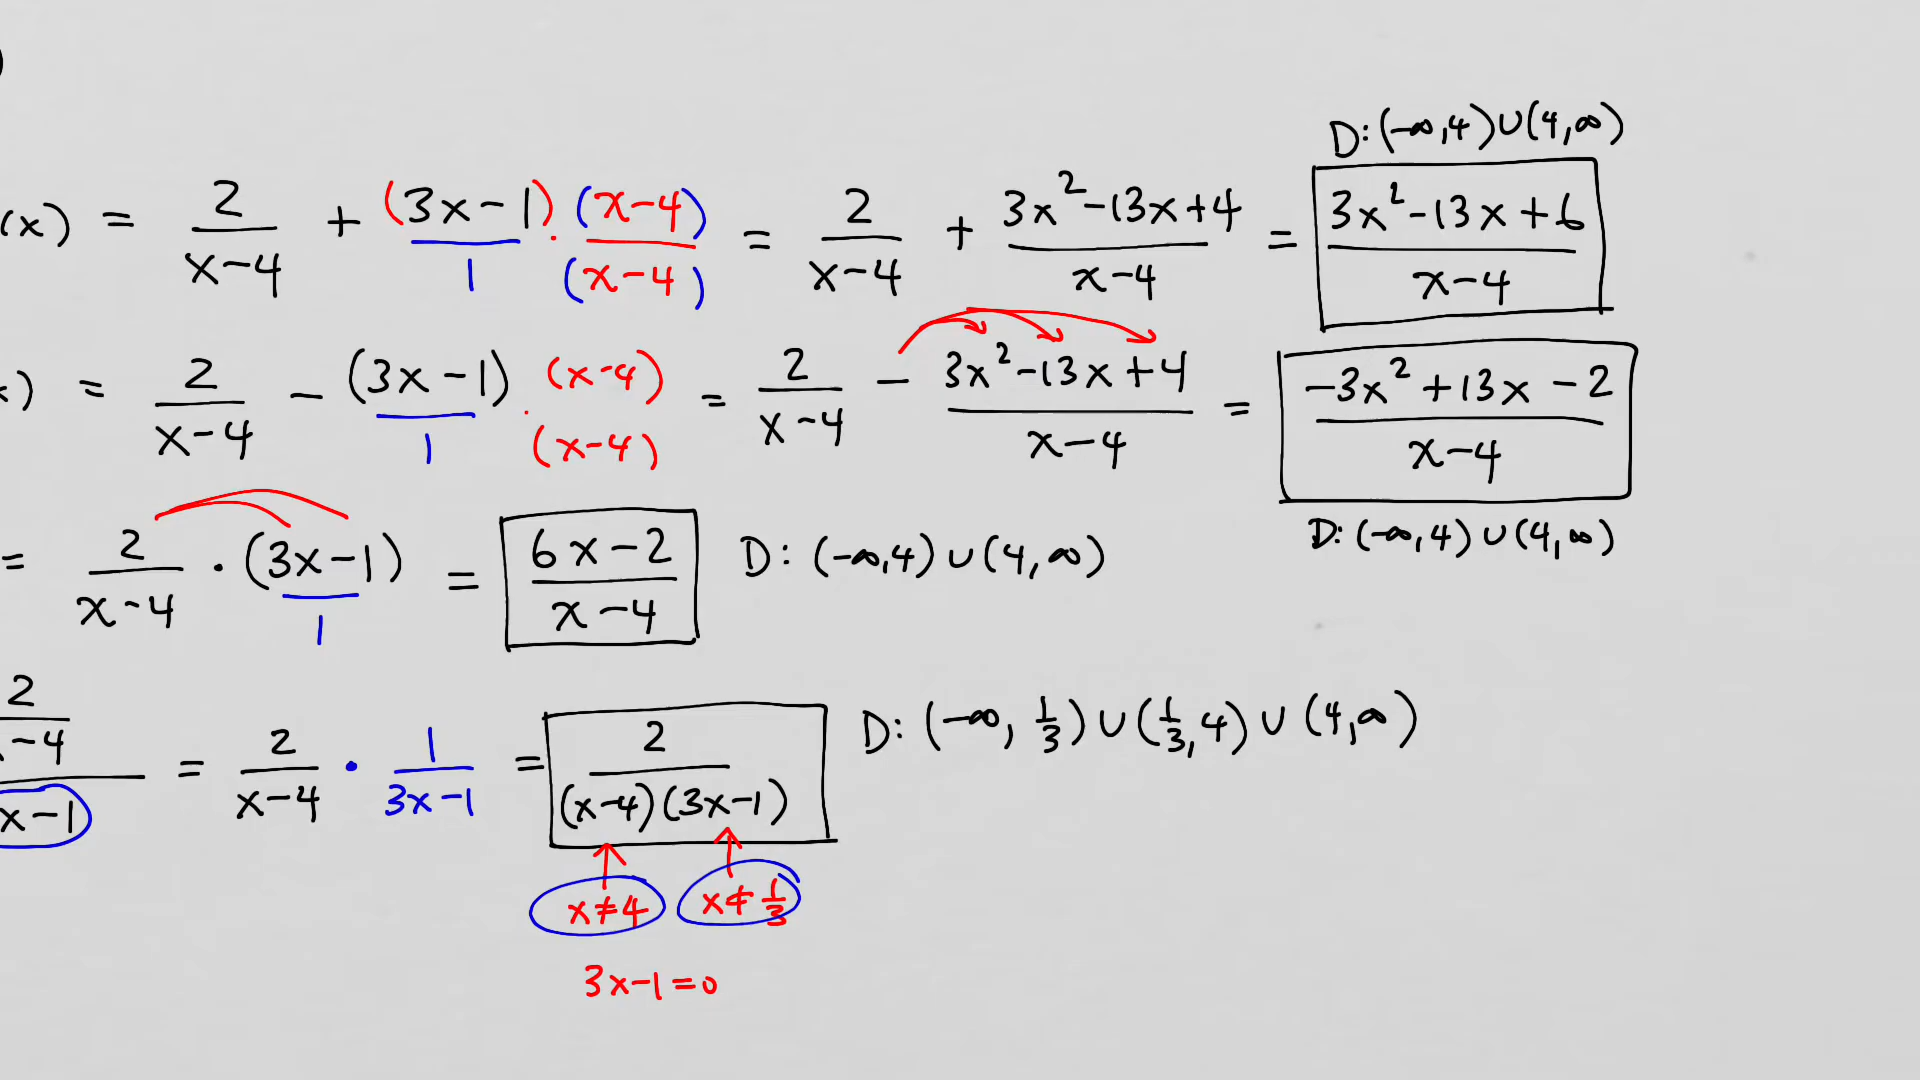 )
D: (-∞,4) ∪ (4,∞)
(x) = 2/(x-4) + (3x-1)/1 · (x-4)/(x-4) = 2/(x-4) + (3x²-13x+4)/(x-4) = (3x²-13x+6)/(x-4)
x) = 2/(x-4) - (3x-1)/1 · (x-4)/(x-4) = 2/(x-4) - (3x²-13x+4)/(x-4) = (-3x²+13x-2)/(x-4)
D: (-∞,4) ∪ (4,∞)
= 2/(x-4) · (3x-1)/1 = (6x-2)/(x-4) D: (-∞,4) ∪ (4,∞)
2/(x-4)/(x-1) = 2/(x-4) · 1/(3x-1) = 2/((x-4)(3x-1)) D: (-∞, 1/3) ∪ (1/3, 4) ∪ (4,∞)
x≠4 x≠1/3
3x-1=0